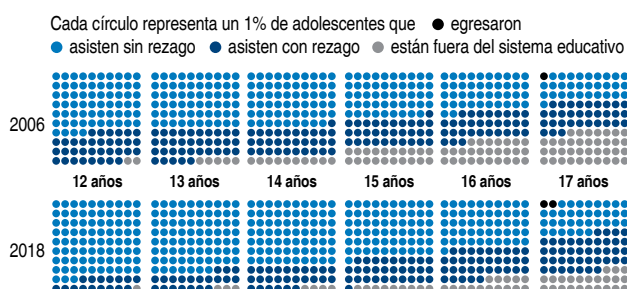 Cada círculo representa un 1% de adolescentes que egresaron
asisten sin rezago asisten con rezago están fuera del sistema educativo
2006
12 años 13 años 14 años 15 años 16 años 17 años
2018